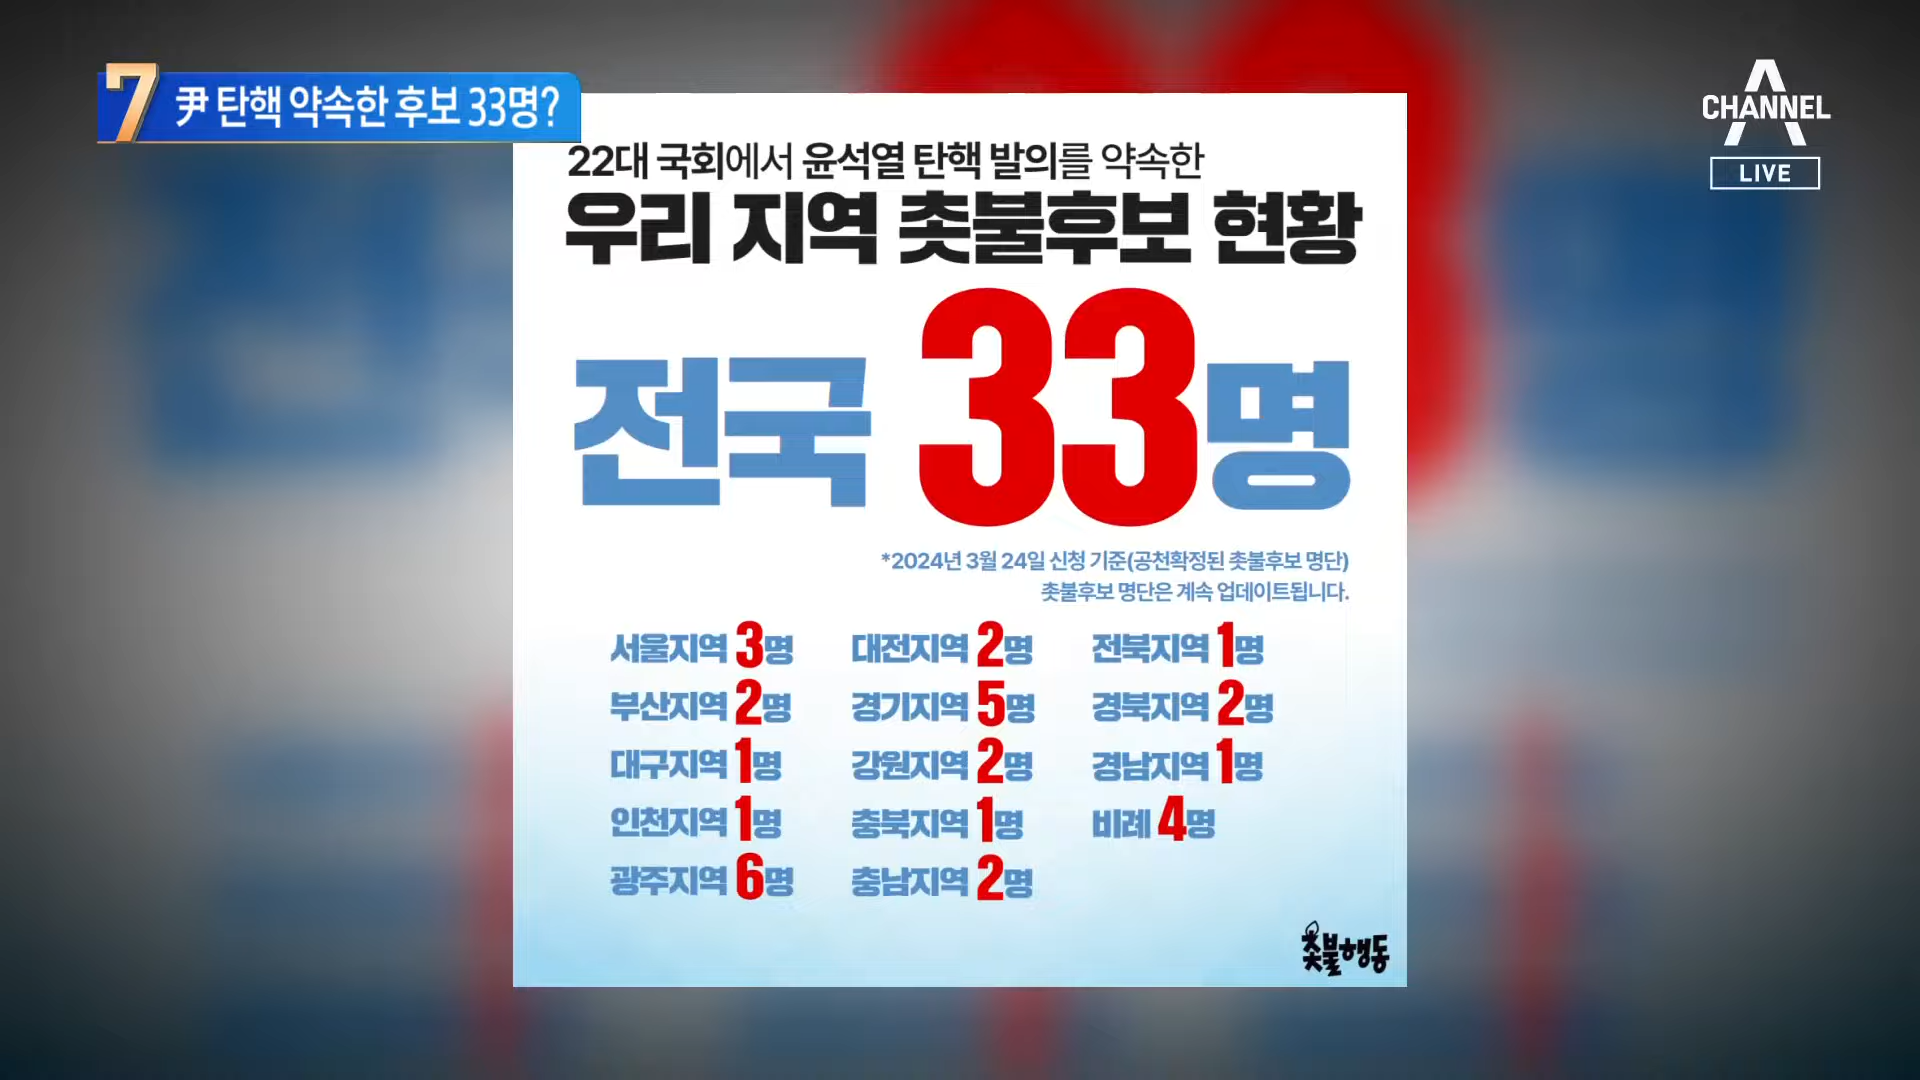 7 尹 탄핵 약속한 후보 33명?
CHANNEL A
LIVE
22대 국회에서 윤석열 탄핵 발의를 약속한
우리 지역 촛불후보 현황
전국 33명
*2024년 3월 24일 신청 기준(공천확정된 촛불후보 명단)
촛불후보 명단은 계속 업데이트됩니다.
서울지역 3명
부산지역 2명
대구지역 1명
인천지역 1명
광주지역 6명
대전지역 2명
경기지역 5명
강원지역 2명
충북지역 1명
충남지역 2명
전북지역 1명
경북지역 2명
경남지역 1명
비례 4명
촛불행동